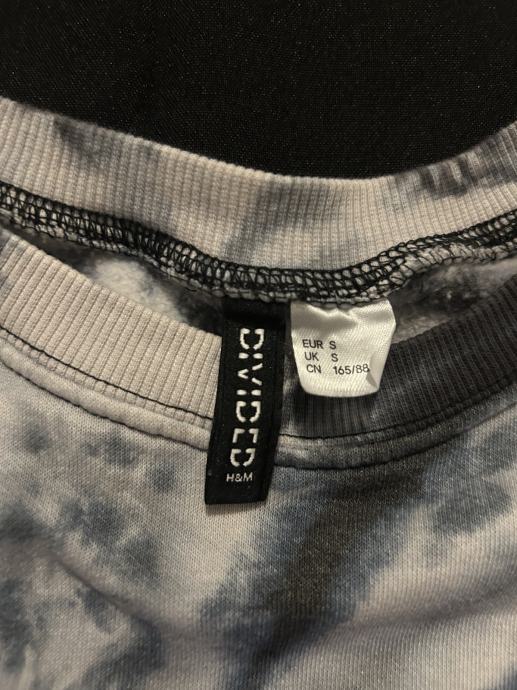 DIVIDED
H&M
EUR S
UK S
CN 165/88